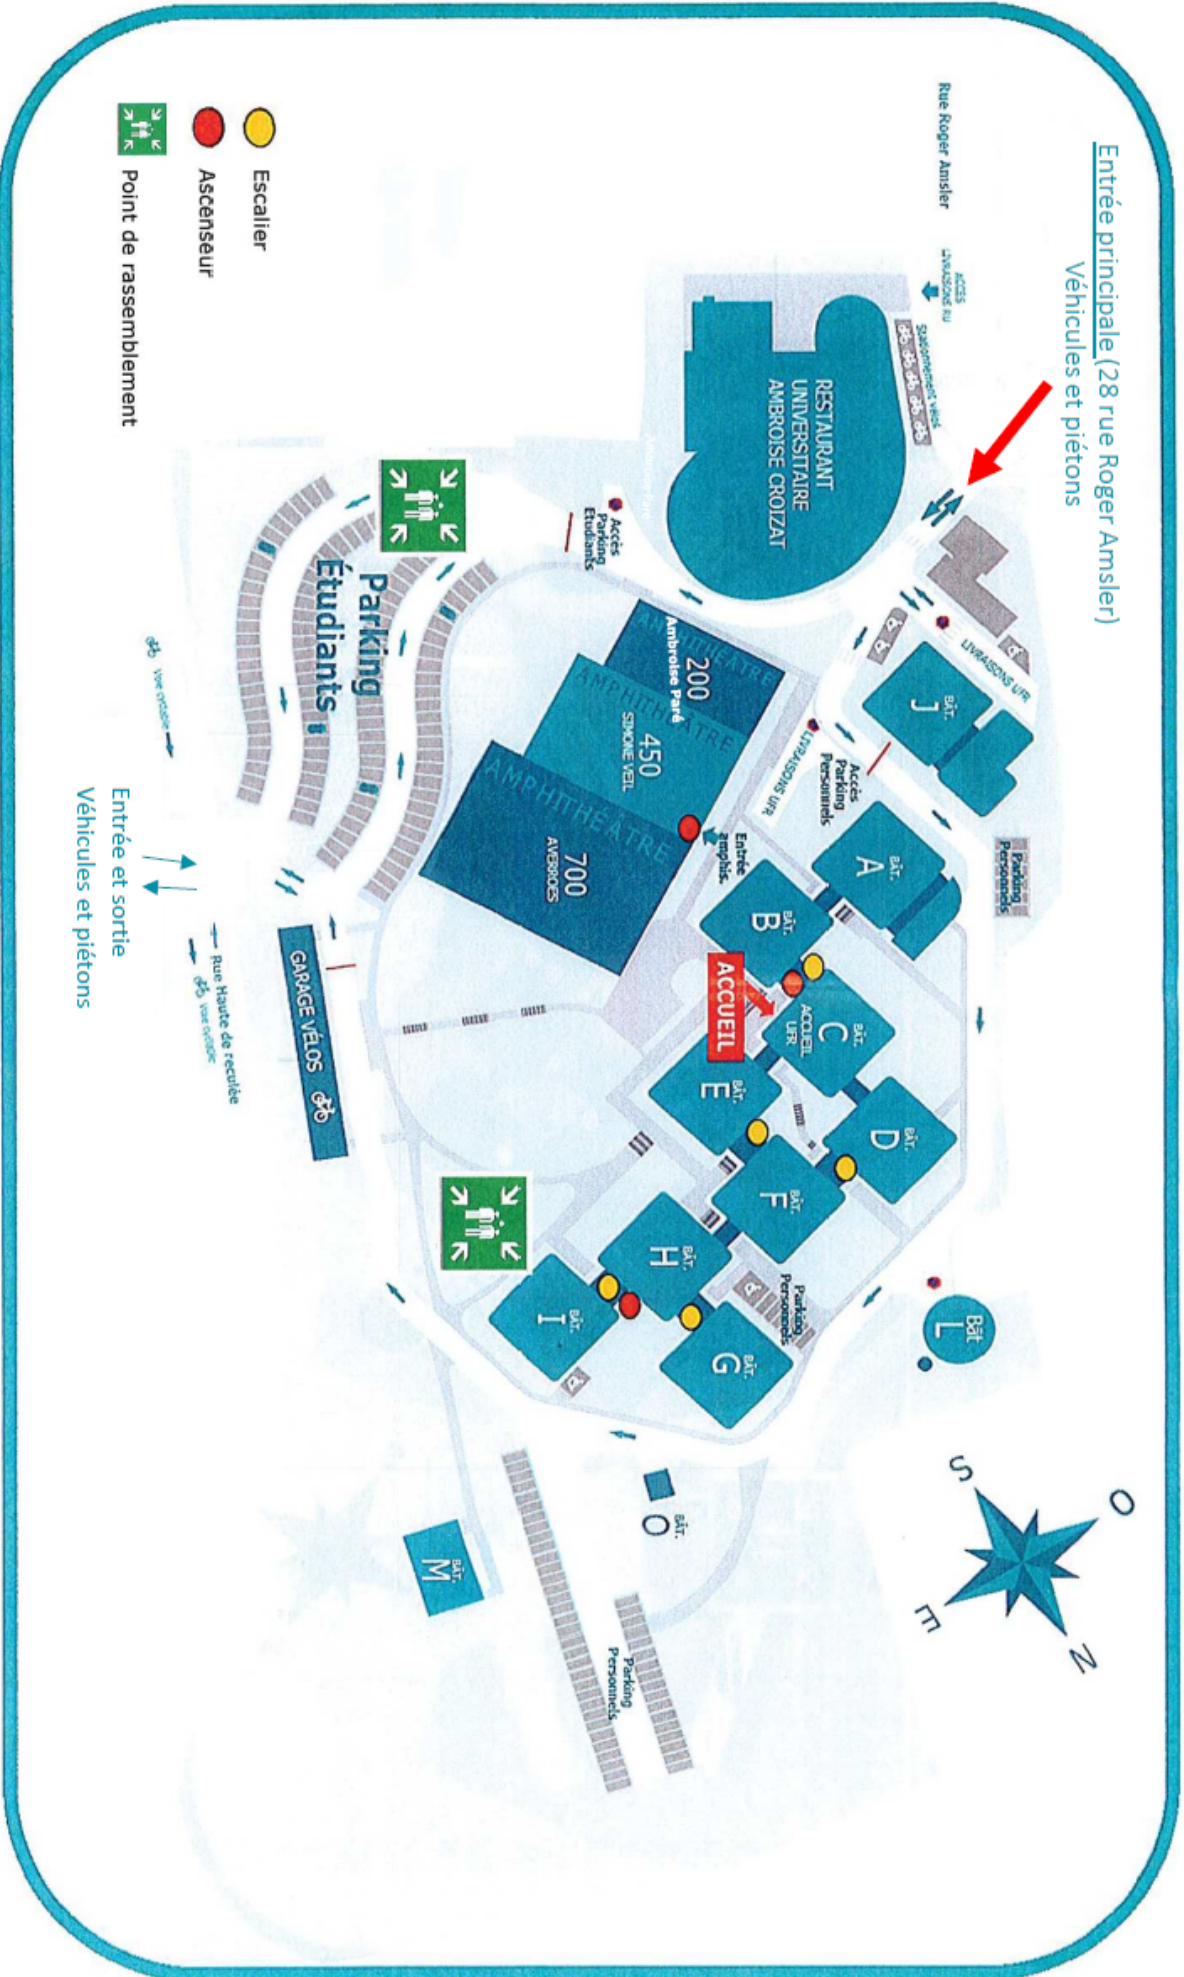 Entrée principale (28 rue Roger Amsler)
Véhicules et piétons
Rue Roger Amsler
ACCES
LIVRAISONS RU
Stationnement vélos
RESTAURANT
UNIVERSITAIRE
AMBROISE CROIZAT
LIVRAISONS UFR
BÂT.
J
Accès
Parking
Personnels
LIVRAISONS UFR
Parking
Personnels
BÂT.
A
Accès
Parking
Etudiants
AMPHITHÉÂTRE
200
Ambroise Paré
AMPHITHÉÂTRE
450
SIMONE VEIL
AMPHITHÉÂTRE
700
AVERROES
Entrée
amphis.
BÂT.
B
ACCUEIL
BÂT.
C
ACCUEIL
UFR
BÂT.
D
BÂT.
E
BÂT.
F
BÂT.
H
Parking
Personnels
BÂT.
G
BÂT.
I
Bât
L
BÂT.
O
BÂT.
M
Parking
Personnels
Parking
Étudiants
GARAGE VÉLOS
Voie cyclable
Rue Haute de reculée
Voie cyclable
Entrée et sortie
Véhicules et piétons
Escalier
Ascenseur
Point de rassemblement
S
O
E
N